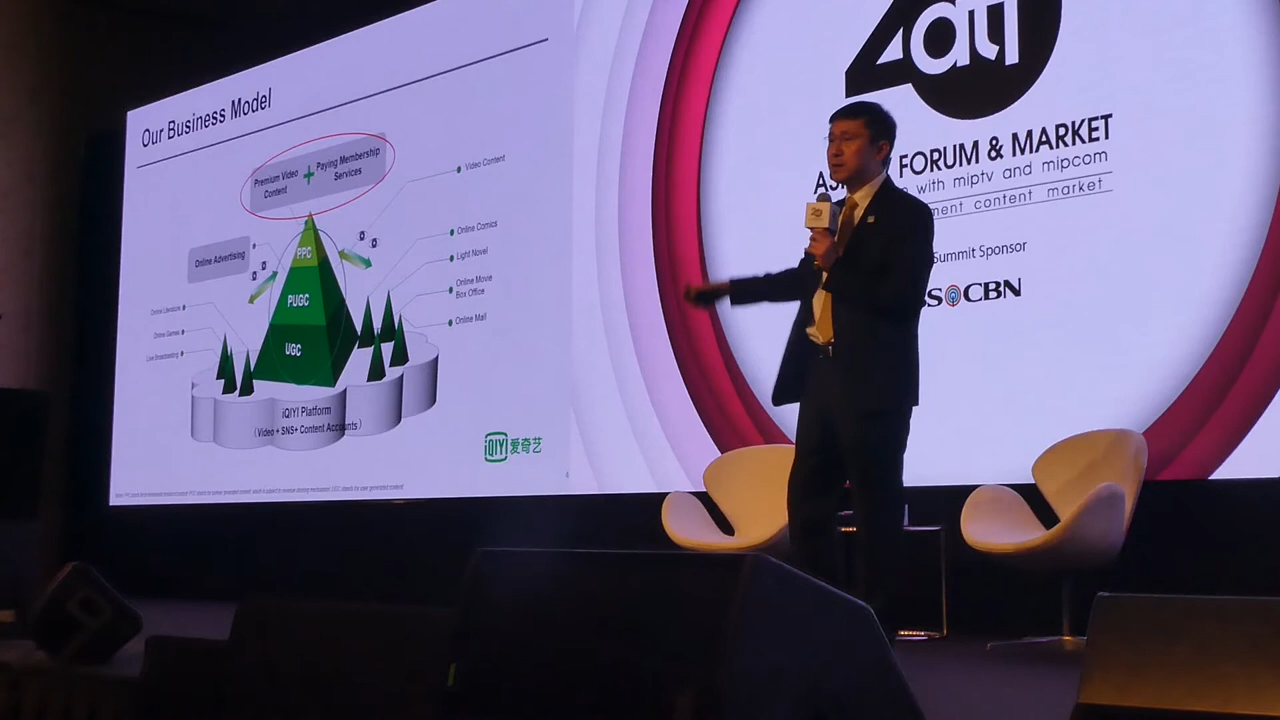 Our Business Model
Premium Video
Content
+
Paying Membership
Services
Online Advertising
Video Content
Online Comics
Light Novel
Online Movie
Box Office
Online Mall
Online Literature
Online Games
Live Broadcasting
PPC
PUGC
UGC
iQIYI Platform
(Video + SNS+ Content Accounts)
iQIYI 爱奇艺
20
atf
FORUM & MARKET
with miptv and mipcom
content market
Summit Sponsor
CBN